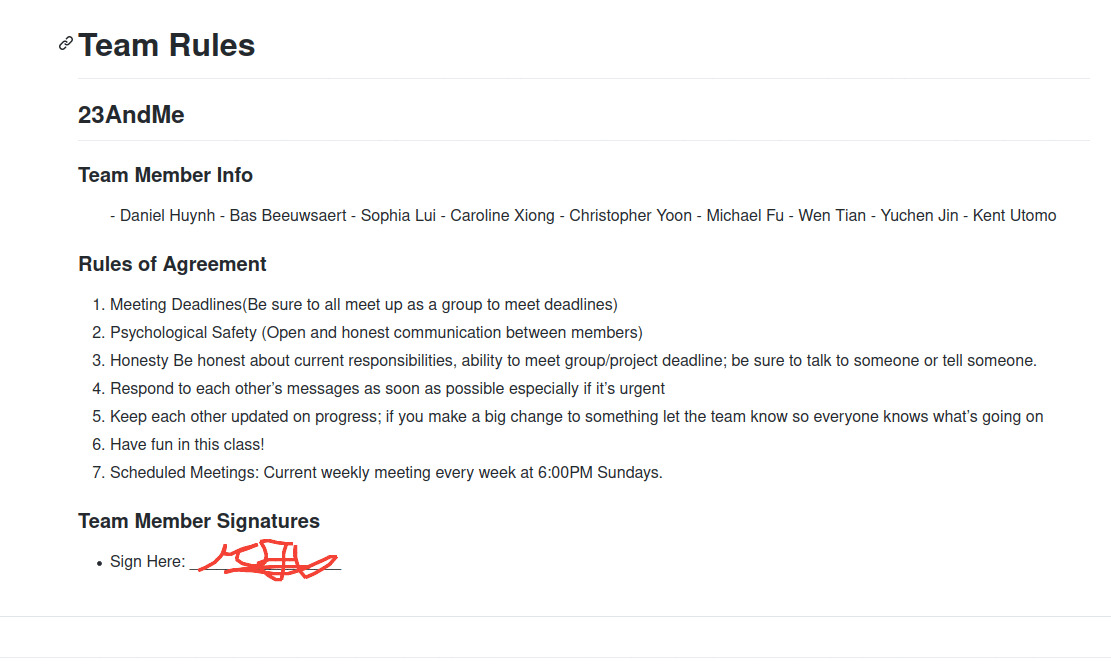 Team Rules
23AndMe
Team Member Info
- Daniel Huynh - Bas Beeuwsaert - Sophia Lui - Caroline Xiong - Christopher Yoon - Michael Fu - Wen Tian - Yuchen Jin - Kent Utomo
Rules of Agreement
1. Meeting Deadlines(Be sure to all meet up as a group to meet deadlines)
2. Psychological Safety (Open and honest communication between members)
3. Honesty Be honest about current responsibilities, ability to meet group/project deadline; be sure to talk to someone or tell someone.
4. Respond to each other’s messages as soon as possible especially if it’s urgent
5. Keep each other updated on progress; if you make a big change to something let the team know so everyone knows what’s going on
6. Have fun in this class!
7. Scheduled Meetings: Current weekly meeting every week at 6:00PM Sundays.
Team Member Signatures
• Sign Here: